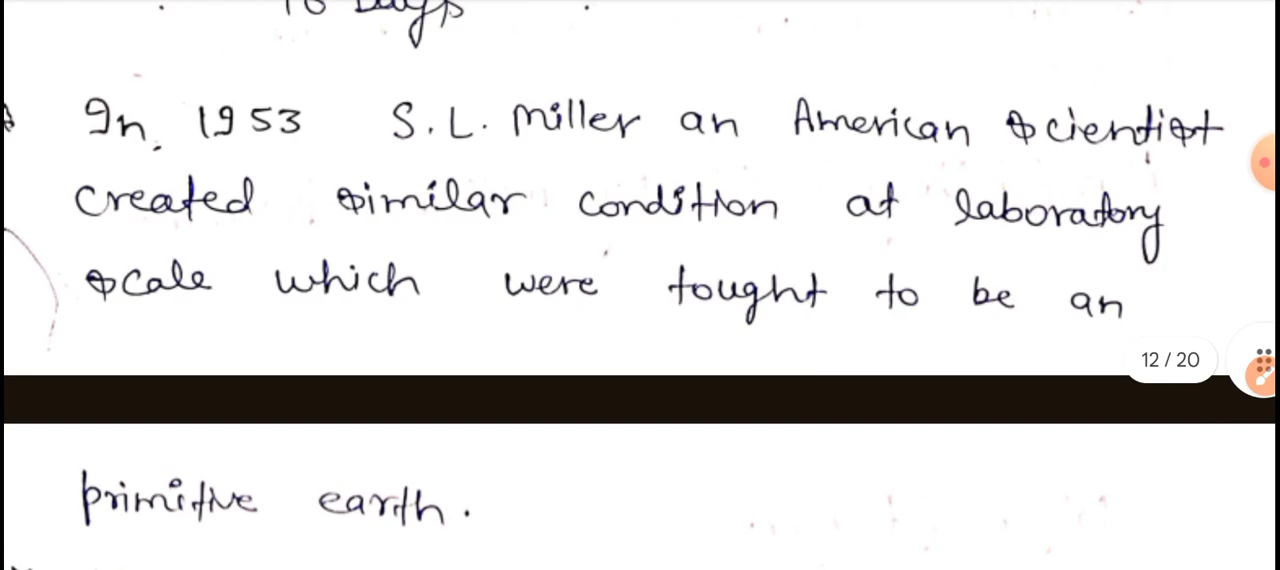 In, 1953 S.L. Miller an American scientist
created similar condition at laboratory
scale which were tought to be an
12 / 20
primitive earth.